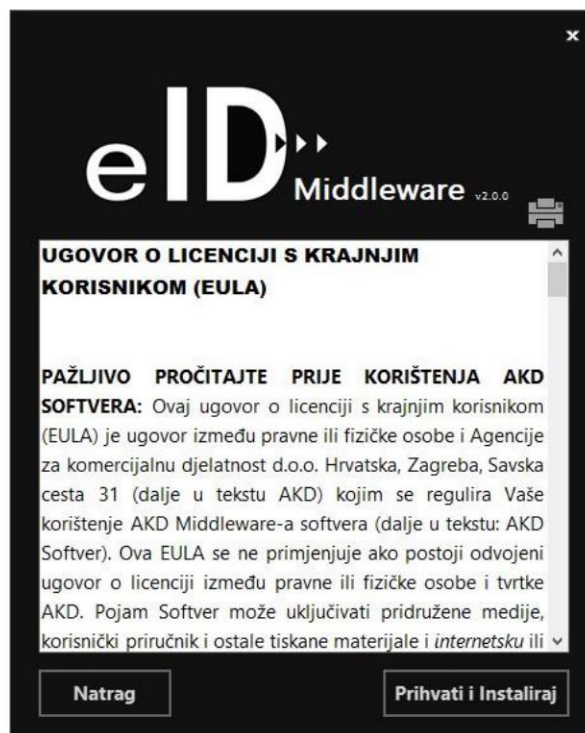 x
eID
Middleware v2.0.0
UGOVOR O LICENCIJI S KRAJNJIM
KORISNIKOM (EULA)
PAŽLJIVO PROČITAJTE PRIJE KORIŠTENJA AKD
SOFTVERA: Ovaj ugovor o licenciji s krajnjim korisnikom
(EULA) je ugovor između pravne ili fizičke osobe i Agencije
za komercijalnu djelatnost d.o.o. Hrvatska, Zagreba, Savska
cesta 31 (dalje u tekstu AKD) kojim se regulira Vaše
korištenje AKD Middleware-a softvera (dalje u tekstu: AKD
Softver). Ova EULA se ne primjenjuje ako postoji odvojeni
ugovor o licenciji između pravne ili fizičke osobe i tvrtke
AKD. Pojam Softver može uključivati pridružene medije,
korisnički priručnik i ostale tiskane materijale i internetsku ili
Natrag
Prihvati i Instaliraj